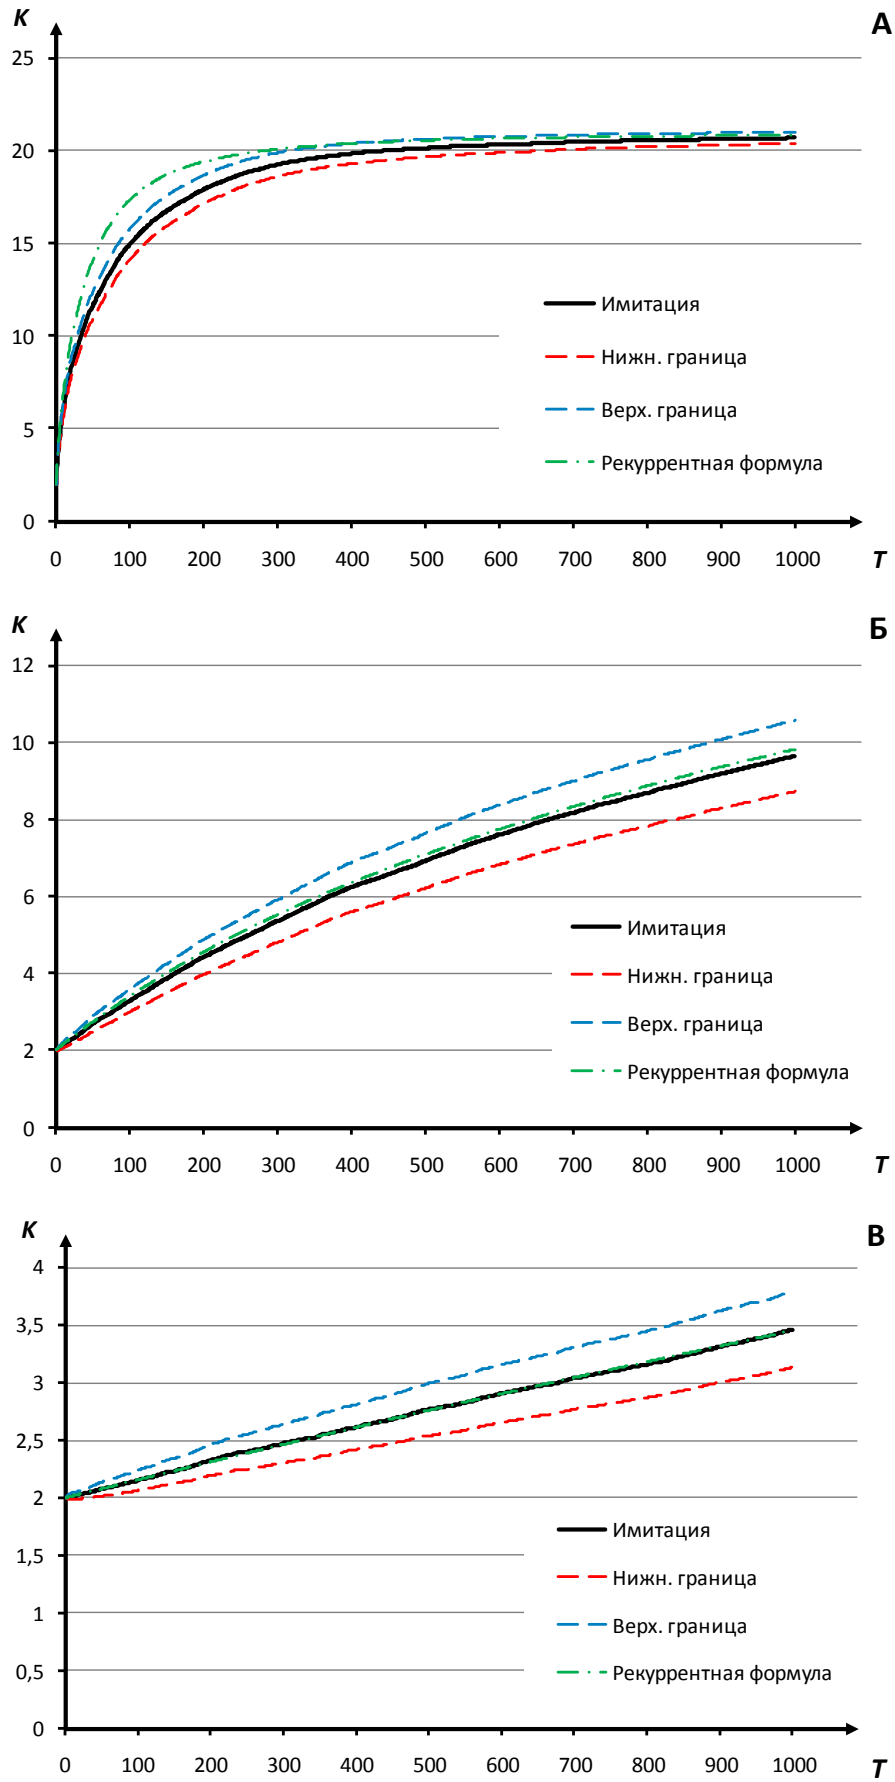 K
А
25
20
15
10
5
0
Имитация
Нижн. граница
Верх. граница
Рекуррентная формула
0 100 200 300 400 500 600 700 800 900 1000 T
K
Б
12
10
8
6
4
2
0
Имитация
Нижн. граница
Верх. граница
Рекуррентная формула
0 100 200 300 400 500 600 700 800 900 1000 T
K
В
4
3,5
3
2,5
2
1,5
1
0,5
0
Имитация
Нижн. граница
Верх. граница
Рекуррентная формула
0 100 200 300 400 500 600 700 800 900 1000 T